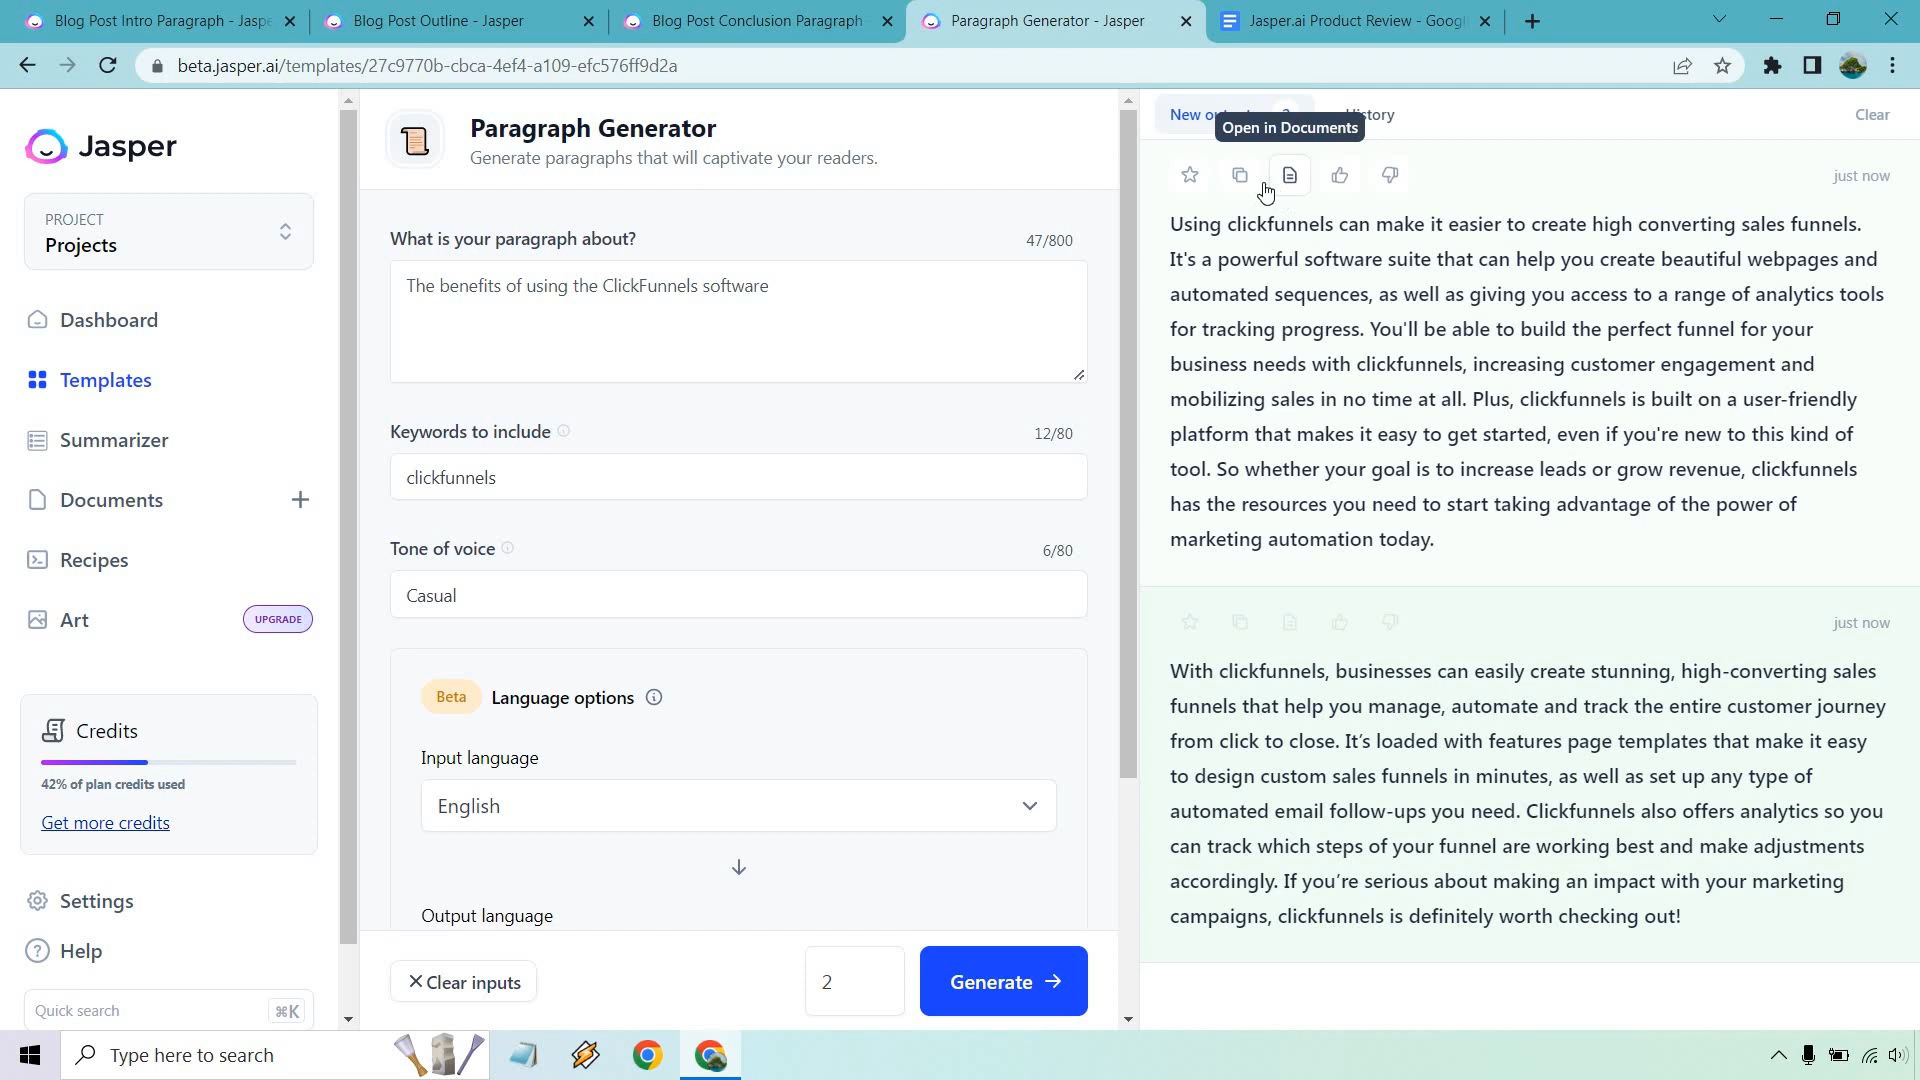 Blog Post Intro Paragraph - Jaspe
Blog Post Outline - Jasper
Blog Post Conclusion Paragraph
Paragraph Generator - Jasper
Jasper.ai Product Review - Googl
beta.jasper.ai/templates/27c9770b-cbca-4ef4-a109-efc576ff9d2a
Jasper
PROJECT
Projects
Dashboard
Templates
Summarizer
Documents
Recipes
Art
UPGRADE
Credits
42% of plan credits used
Get more credits
Settings
Help
Quick search
⌘K
Paragraph Generator
Generate paragraphs that will captivate your readers.
What is your paragraph about?
47/800
The benefits of using the ClickFunnels software
Keywords to include
12/80
clickfunnels
Tone of voice
6/80
Casual
Beta
Language options
Input language
English
Output language
Clear inputs
2
Generate
New
History
Clear
Open in Documents
just now
Using clickfunnels can make it easier to create high converting sales funnels.
It's a powerful software suite that can help you create beautiful webpages and
automated sequences, as well as giving you access to a range of analytics tools
for tracking progress. You'll be able to build the perfect funnel for your
business needs with clickfunnels, increasing customer engagement and
mobilizing sales in no time at all. Plus, clickfunnels is built on a user-friendly
platform that makes it easy to get started, even if you're new to this kind of
tool. So whether your goal is to increase leads or grow revenue, clickfunnels
has the resources you need to start taking advantage of the power of
marketing automation today.
just now
With clickfunnels, businesses can easily create stunning, high-converting sales
funnels that help you manage, automate and track the entire customer journey
from click to close. It’s loaded with features page templates that make it easy
to design custom sales funnels in minutes, as well as set up any type of
automated email follow-ups you need. Clickfunnels also offers analytics so you
can track which steps of your funnel are working best and make adjustments
accordingly. If you’re serious about making an impact with your marketing
campaigns, clickfunnels is definitely worth checking out!
Type here to search